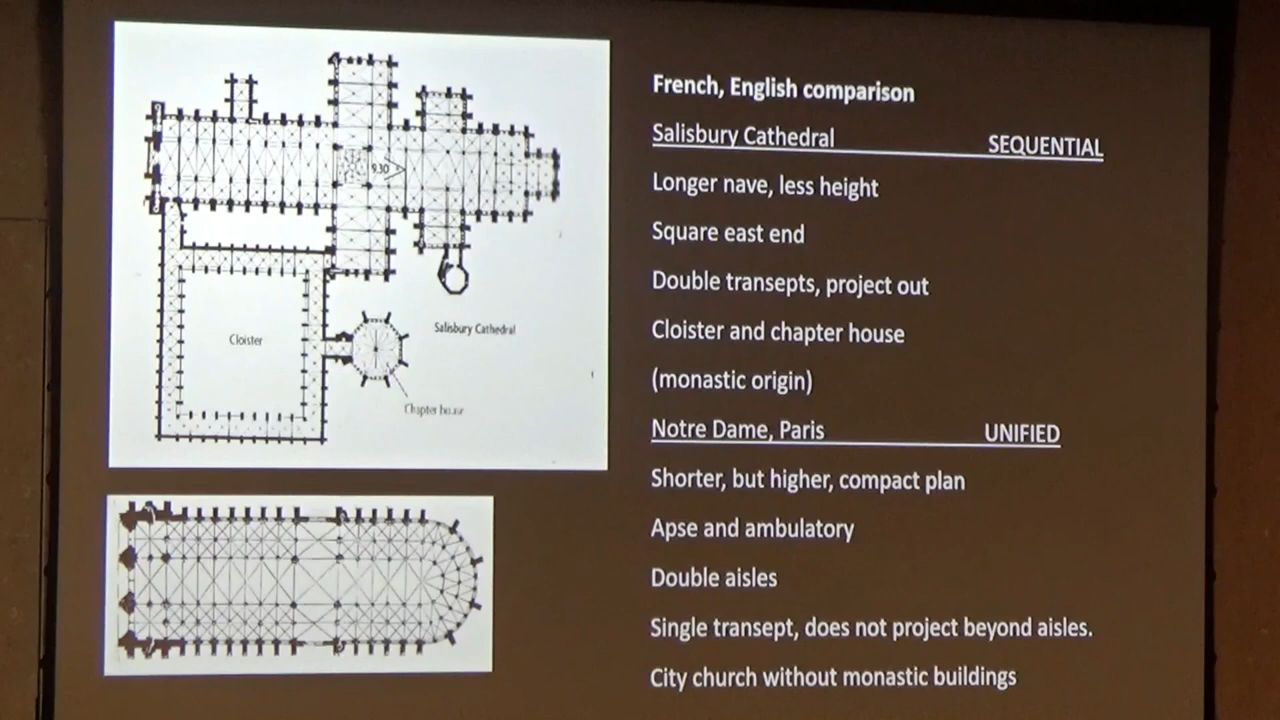 French, English comparison
Salisbury Cathedral SEQUENTIAL
Longer nave, less height
Square east end
Double transepts, project out
Cloister and chapter house
(monastic origin)
Notre Dame, Paris UNIFIED
Shorter, but higher, compact plan
Apse and ambulatory
Double aisles
Single transept, does not project beyond aisles.
City church without monastic buildings
9.30
Cloister
Salisbury Cathedral
Chapter house